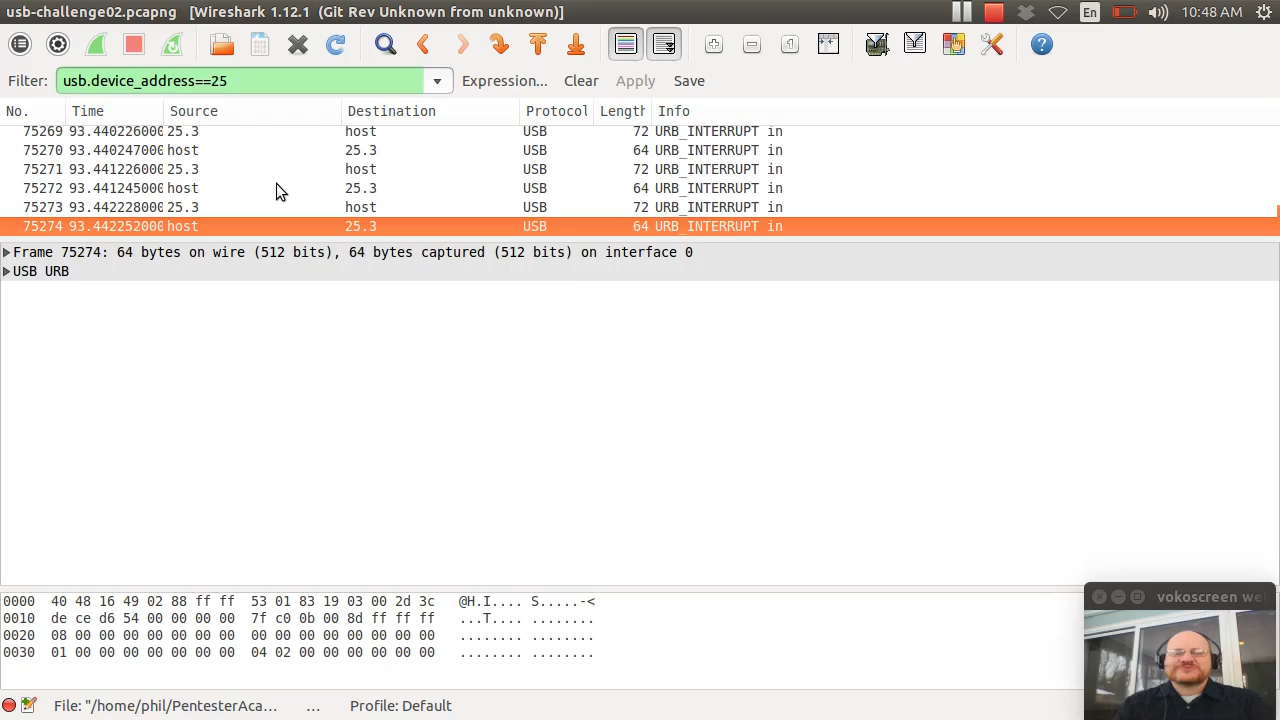 usb-challenge02.pcapng   [Wireshark 1.12.1  (Git Rev Unknown from unknown)]
En
10:48 AM
Filter: usb.device_address==25 Expression... Clear Apply Save
No. Time Source Destination Protocol Length Info
75269 93.440226000 25.3 host USB 72 URB_INTERRUPT in
75270 93.440247000 host 25.3 USB 64 URB_INTERRUPT in
75271 93.441226000 25.3 host USB 72 URB_INTERRUPT in
75272 93.441245000 host 25.3 USB 64 URB_INTERRUPT in
75273 93.442228000 25.3 host USB 72 URB_INTERRUPT in
75274 93.442252000 host 25.3 USB 64 URB_INTERRUPT in
Frame 75274: 64 bytes on wire (512 bits), 64 bytes captured (512 bits) on interface 0
USB URB
0000  40 48 16 49 02 88 ff ff  53 01 83 19 03 00 2d 3c   @H.I.... S.....-<
0010  de ce d6 54 00 00 00 00  7f c0 0b 00 8d ff ff ff   ...T.... ........
0020  08 00 00 00 00 00 00 00  00 00 00 00 00 00 00 00   ........ ........
0030  01 00 00 00 00 00 00 00  04 02 00 00 00 00 00 00   ........ ........
vokoscreen we
File: "/home/phil/PentesterAca... ... Profile: Default